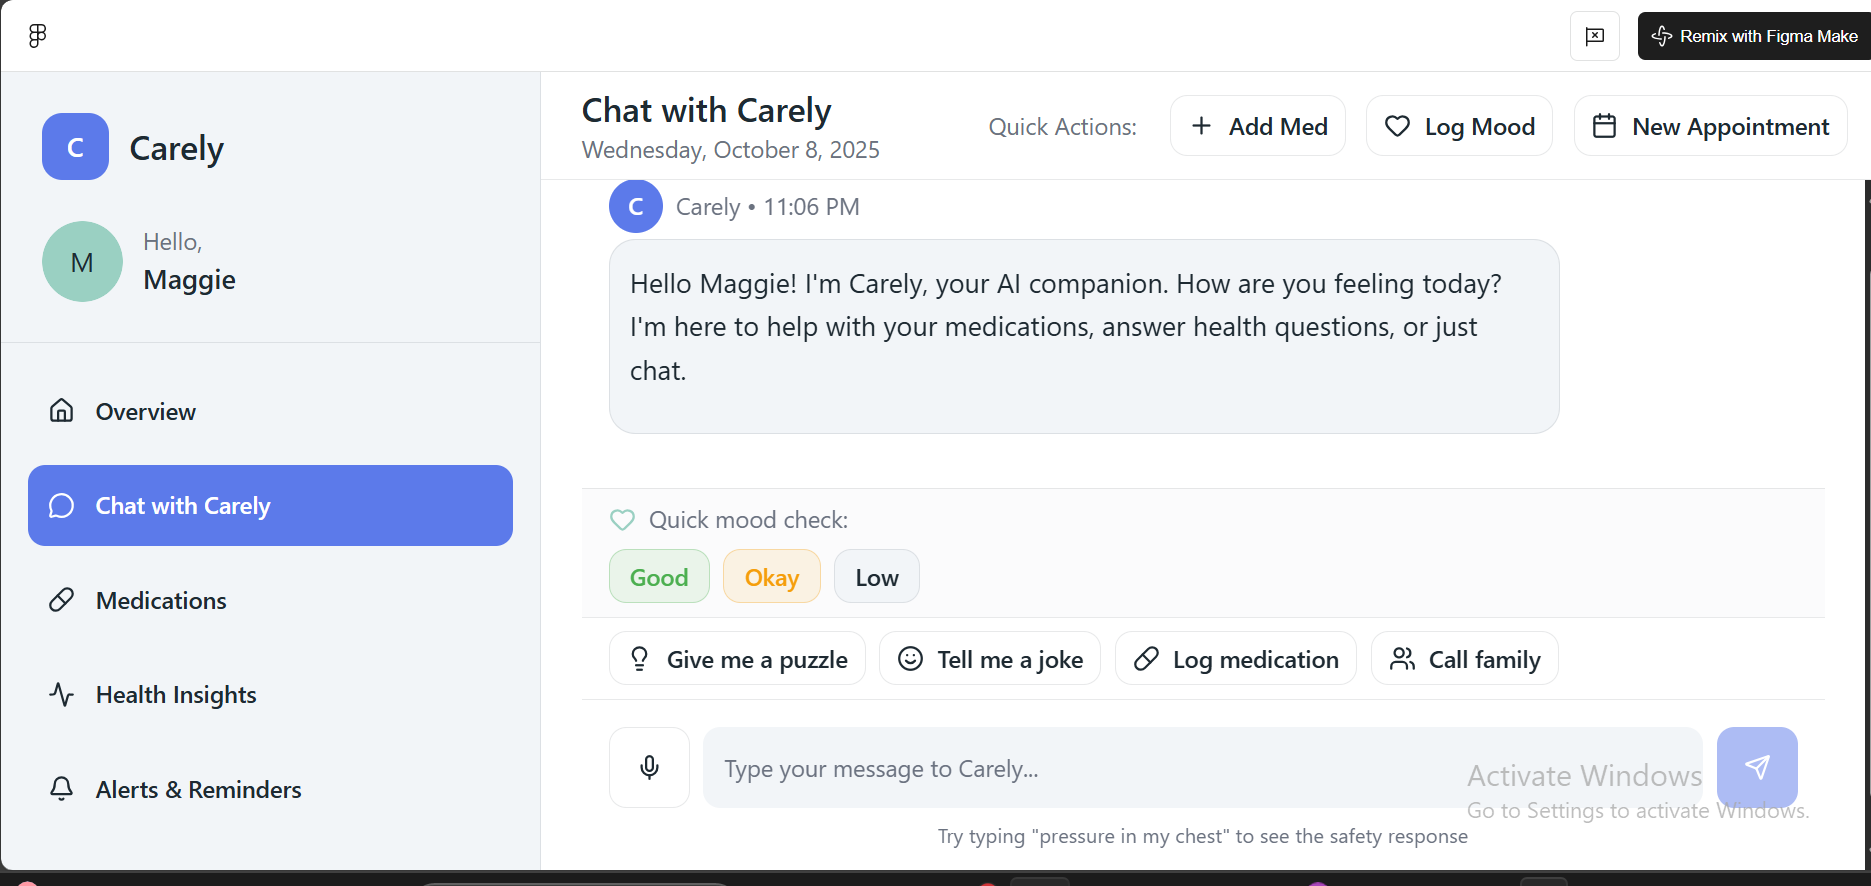 Remix with Figma Make
C
Carely
M
Hello,
Maggie
Overview
Chat with Carely
Medications
Health Insights
Alerts & Reminders
Chat with Carely
Wednesday, October 8, 2025
Quick Actions:
Add Med
Log Mood
New Appointment
C
Carely • 11:06 PM
Hello Maggie! I'm Carely, your AI companion. How are you feeling today?
I'm here to help with your medications, answer health questions, or just
chat.
Quick mood check:
Good
Okay
Low
Give me a puzzle
Tell me a joke
Log medication
Call family
Type your message to Carely...
Activate Windows
Go to Settings to activate Windows.
Try typing "pressure in my chest" to see the safety response